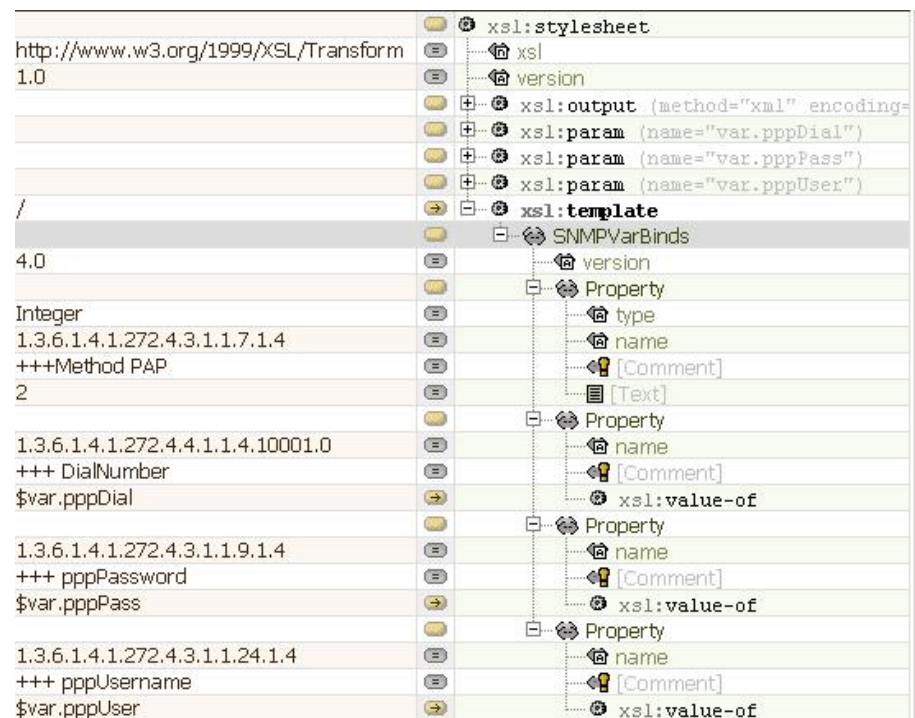 xsl:stylesheet
http://www.w3.org/1999/XSL/Transform xsl
1.0 version
xsl:output (method="xml" encoding=
xsl:param (name="var.pppDial")
xsl:param (name="var.pppPass")
xsl:param (name="var.pppUser")
/ xsl:template
SNMPVarBinds
4.0 version
Property
Integer type
1.3.6.1.4.1.272.4.3.1.1.7.1.4 name
+++Method PAP [Comment]
2 [Text]
Property
1.3.6.1.4.1.272.4.4.1.1.4.10001.0 name
+++ DialNumber [Comment]
$var.pppDial xsl:value-of
Property
1.3.6.1.4.1.272.4.3.1.1.9.1.4 name
+++ pppPassword [Comment]
$var.pppPass xsl:value-of
Property
1.3.6.1.4.1.272.4.3.1.1.24.1.4 name
+++ pppUsername [Comment]
$var.pppUser xsl:value-of